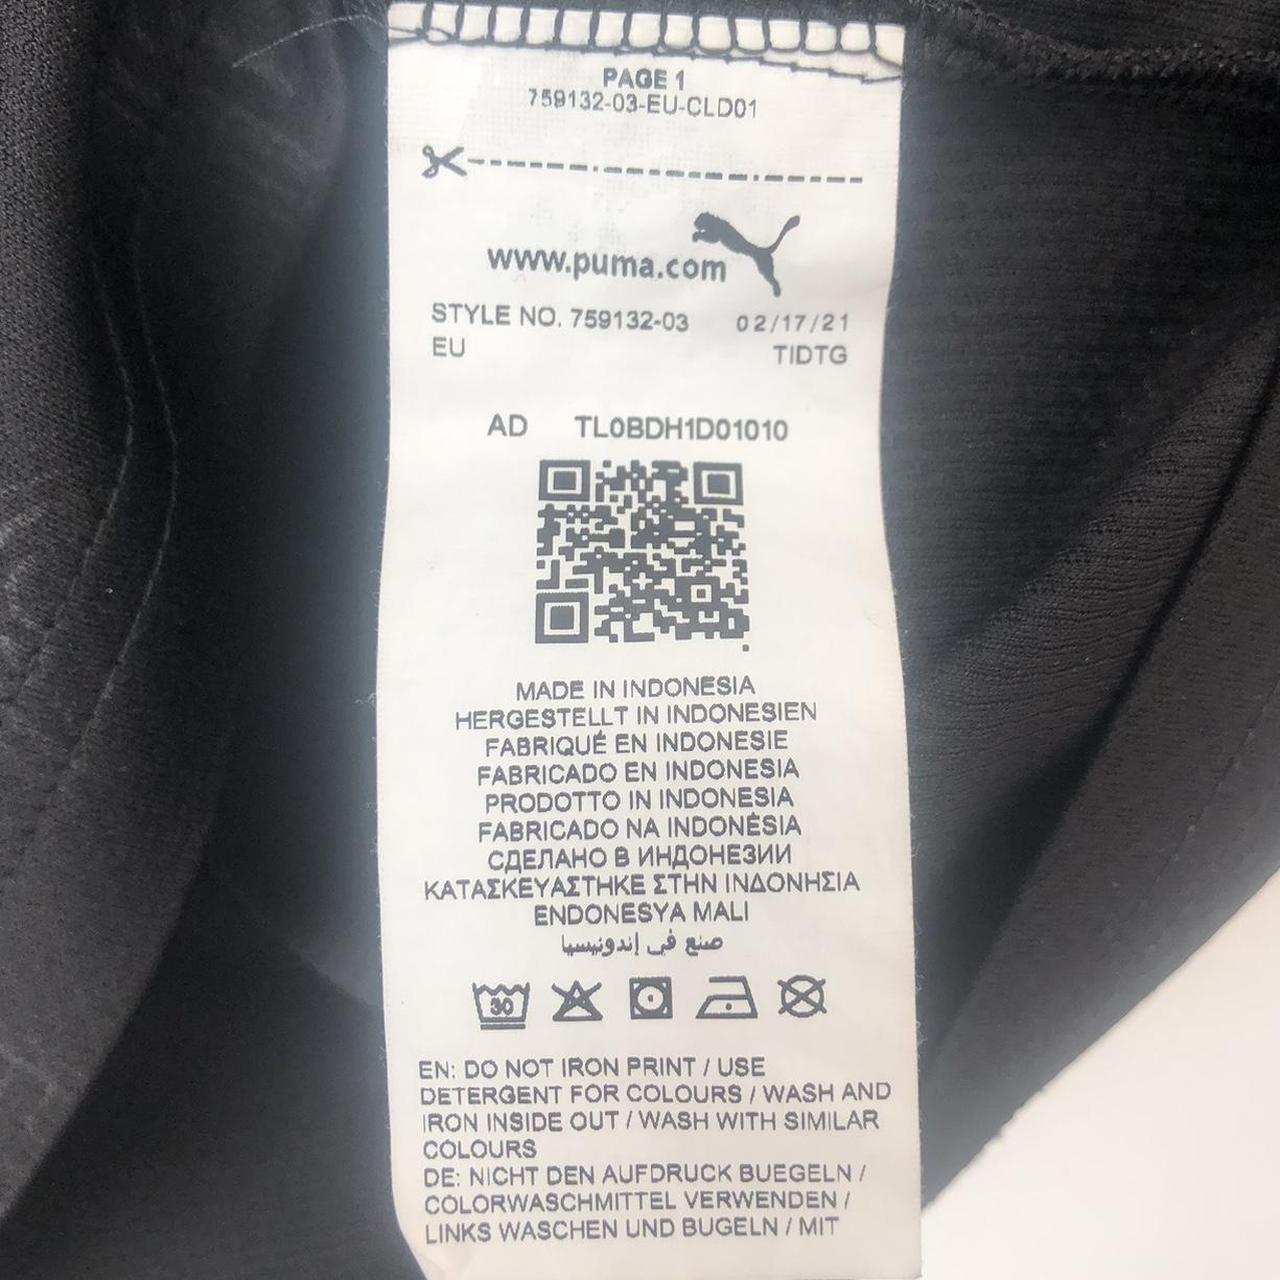 PAGE 1
759132-03-EU-CLD01
www.puma.com
STYLE NO. 759132-03 02/17/21
EU TIDTG
AD TL0BDH1D01010
MADE IN INDONESIA
HERGESTELLT IN INDONESIEN
FABRIQUÉ EN INDONESIE
FABRICADO EN INDONESIA
PRODOTTO IN INDONESIA
FABRICADO NA INDONÉSIA
СДЕЛАНО В ИНДОНЕЗИИ
ΚΑΤΑΣΚΕΥΑΣΤΗΚΕ ΣΤΗΝ ΙΝΔΟΝΗΣΙΑ
ENDONESYA MALI
صنع في إندونيسيا
30
EN: DO NOT IRON PRINT / USE
DETERGENT FOR COLOURS / WASH AND
IRON INSIDE OUT / WASH WITH SIMILAR
COLOURS
DE: NICHT DEN AUFDRUCK BUEGELN /
COLORWASCHMITTEL VERWENDEN /
LINKS WASCHEN UND BUGELN / MIT